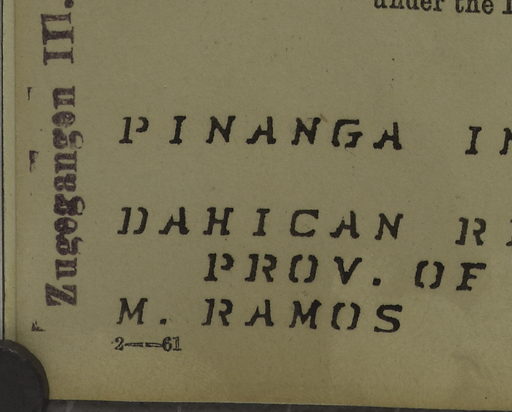 under the
PINANGA
DAHICAN
PROV. OF
M. RAMOS
2—61
Zugegangen III.